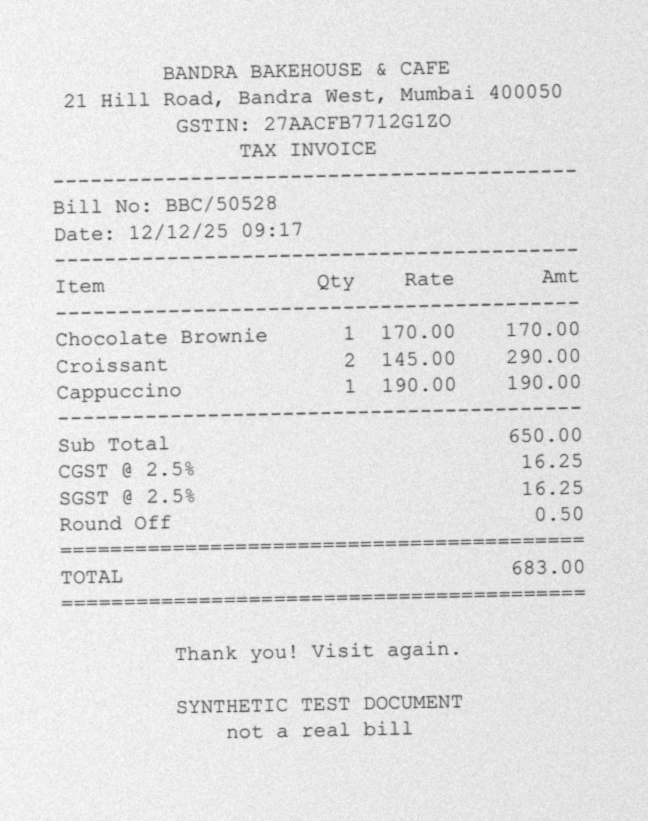 BANDRA BAKEHOUSE & CAFE
21 Hill Road, Bandra West, Mumbai 400050
GSTIN: 27AACFB7712G1ZO
TAX INVOICE
------------------------------------------
Bill No: BBC/50528
Date: 12/12/25 09:17
------------------------------------------
Item Qty Rate Amt
------------------------------------------
Chocolate Brownie 1 170.00 170.00
Croissant 2 145.00 290.00
Cappuccino 1 190.00 190.00
------------------------------------------
Sub Total 650.00
CGST @ 2.5% 16.25
SGST @ 2.5% 16.25
Round Off 0.50
==========================================
TOTAL 683.00
==========================================
Thank you! Visit again.
SYNTHETIC TEST DOCUMENT
not a real bill